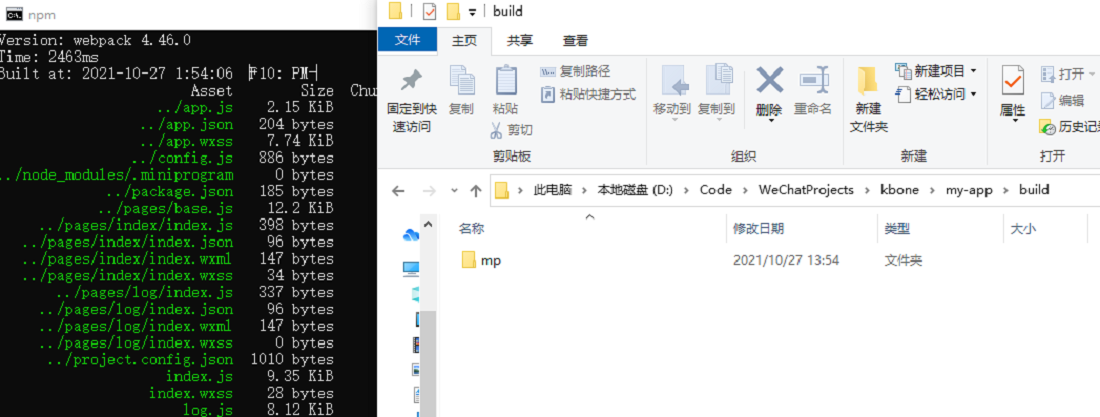 npm
Version: webpack 4.46.0
Time: 2463ms
Built at: 2021-10-27 1:54:06 ╒10: PM┤
Asset Size Chu
../app.js 2.15 KiB
../app.json 204 bytes
../app.wxss 7.74 KiB
../config.js 886 bytes
../node_modules/.miniprogram 0 bytes
../package.json 185 bytes
../pages/base.js 12.2 KiB
../pages/index/index.js 398 bytes
../pages/index/index.json 96 bytes
../pages/index/index.wxml 147 bytes
../pages/index/index.wxss 34 bytes
../pages/log/index.js 337 bytes
../pages/log/index.json 96 bytes
../pages/log/index.wxml 147 bytes
../pages/log/index.wxss 0 bytes
../project.config.json 1010 bytes
index.js 9.35 KiB
index.wxss 28 bytes
log.js 8.12 KiB
build
文件 主页 共享 查看
固定到快速访问
复制
粘贴
复制路径
粘贴快捷方式
剪切
剪贴板
移动到 复制到 删除 重命名
组织
新建文件夹
新建项目
轻松访问
新建
属性
打开
编辑
历史记录
打开
此电脑 > 本地磁盘 (D:) > Code > WeChatProjects > kbone > my-app > build
名称 修改日期 类型 大小
mp 2021/10/27 13:54 文件夹